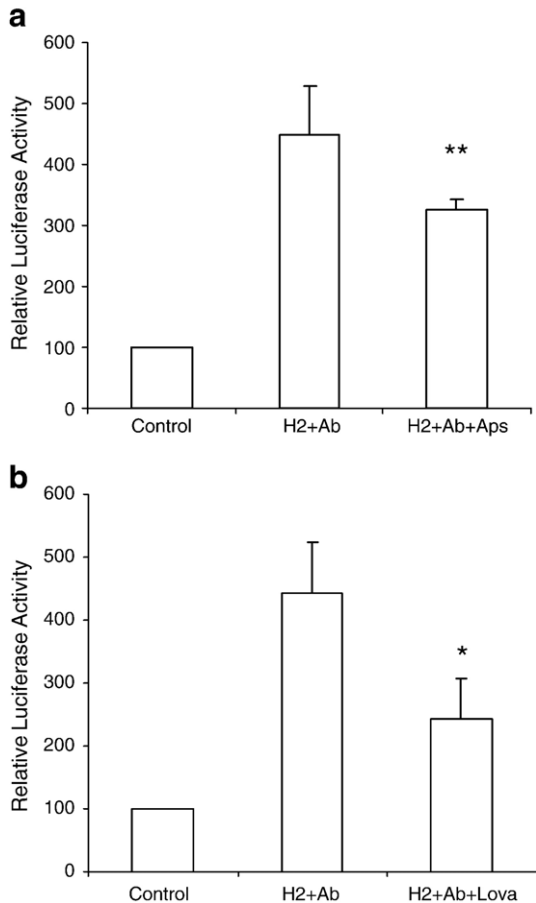 a
Relative Luciferase Activity
600
500
400
300
200
100
0
**
Control H2+Ab H2+Ab+Aps
b
Relative Luciferase Activity
600
500
400
300
200
100
0
*
Control H2+Ab H2+Ab+Lova